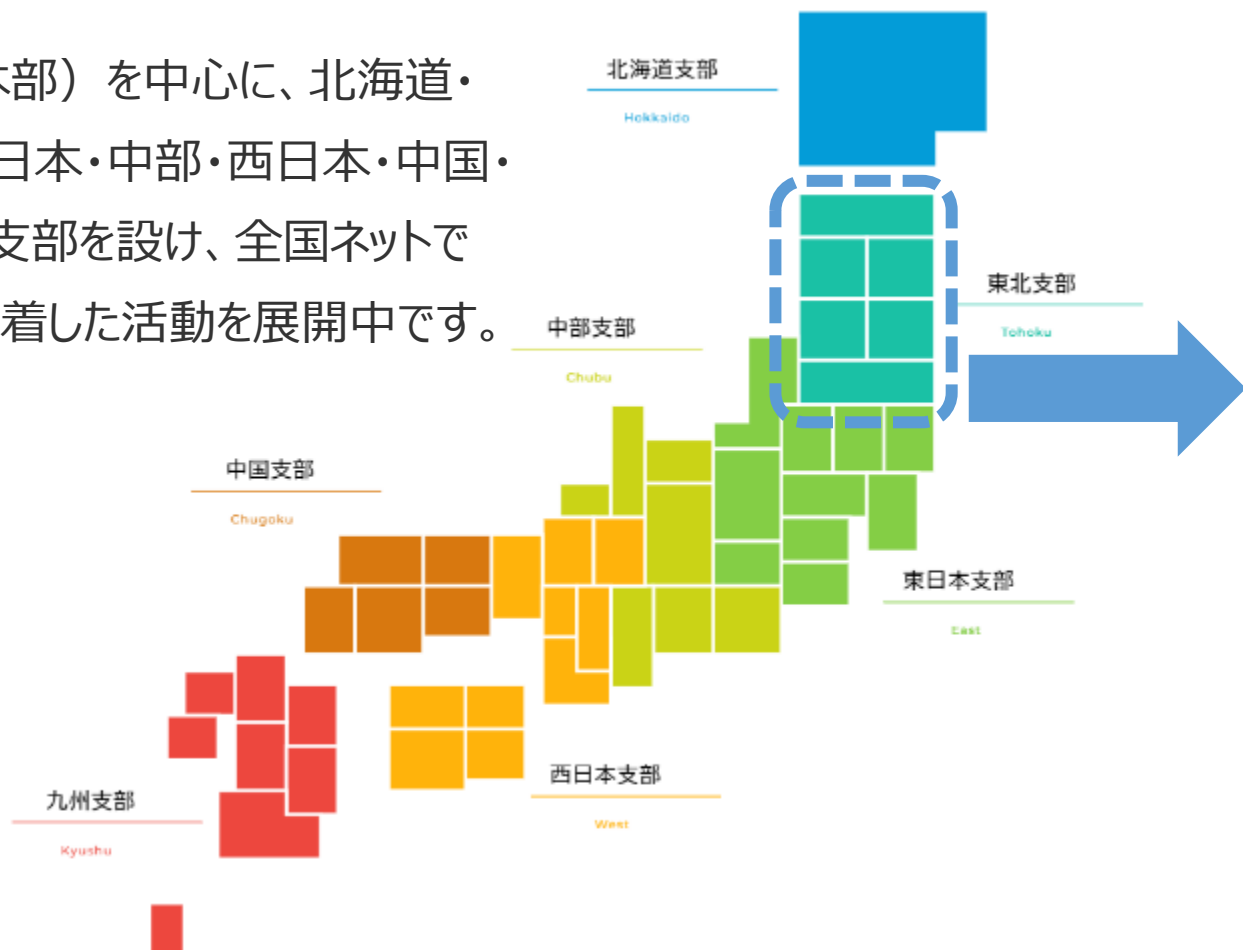 本部）を中心に、北海道・
日本・中部・西日本・中国・
支部を設け、全国ネットで
着した活動を展開中です。
北海道支部
Hokkaido
東北支部
Tohoku
中部支部
Chubu
中国支部
Chugoku
東日本支部
East
西日本支部
West
九州支部
Kyushu